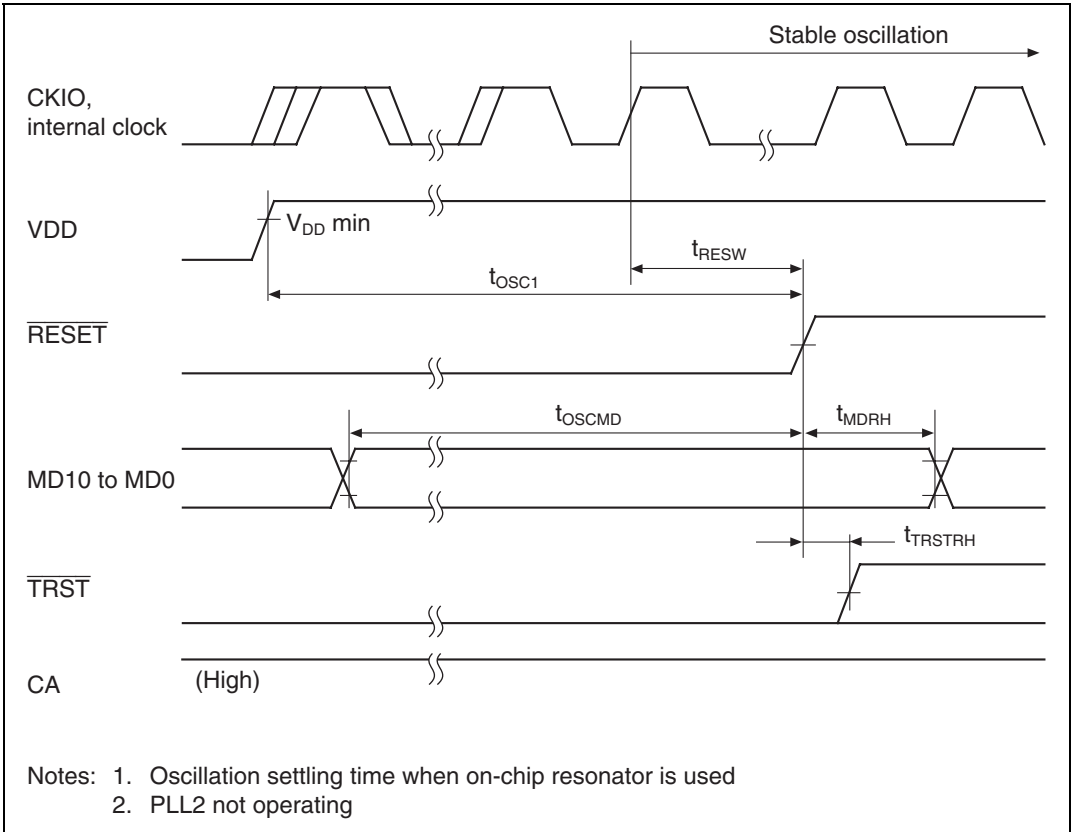 Stable oscillation
CKIO,
internal clock
VDD
VDD min
tRESW
tOSC1
RESET
tOSCMD
tMDRH
MD10 to MD0
tTRSTRH
TRST
CA
(High)
Notes: 1. Oscillation settling time when on-chip resonator is used
2. PLL2 not operating